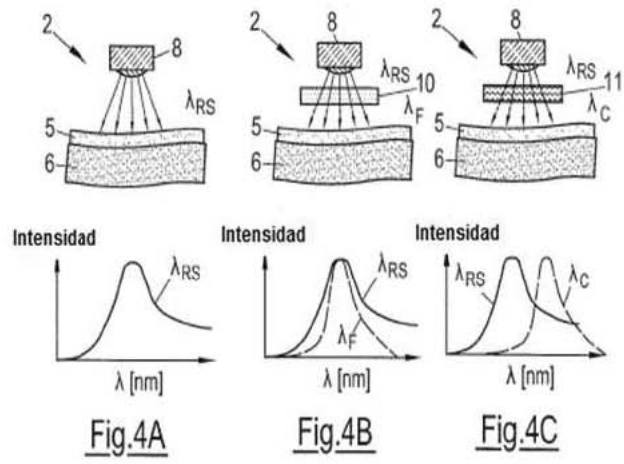 2 8 λRS 5 6
2 8 λRS 10 λF 5 6
2 8 λRS 11 λC 5 6
Intensidad λRS λ [nm]
Intensidad λRS λF λ [nm]
Intensidad λRS λC λ [nm]
Fig.4A
Fig.4B
Fig.4C